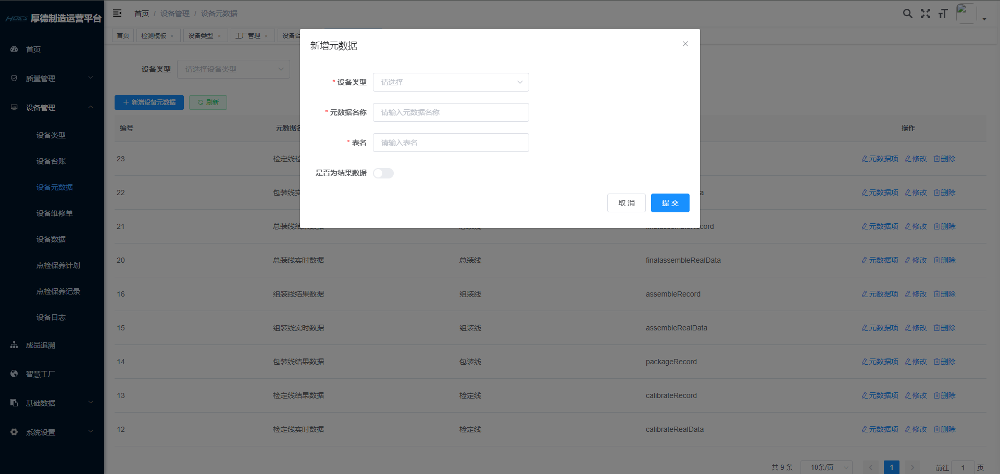 厚德制造运营平台
首页
质量管理
设备管理
设备类型
设备台账
设备元数据
设备维修单
设备数据
点检保养计划
点检保养记录
设备日志
成品追溯
智慧工厂
基础数据
系统设置
首页 / 设备管理 / 设备元数据
首页 检测模板 × 设备类型 × 工厂管理 × 设备台
设备类型 请选择设备类型
+ 新增设备元数据 刷新
编号 元数据名 操作
23 检定线检 元数据项 修改 删除
22 包装线实 a 元数据项 修改 删除
21 总装线结果数据 总装线 finalassembleRecord 元数据项 修改 删除
20 总装线实时数据 总装线 finalassembleRealData 元数据项 修改 删除
16 组装线结果数据 组装线 assembleRecord 元数据项 修改 删除
15 组装线实时数据 组装线 assembleRealData 元数据项 修改 删除
14 包装线结果数据 包装线 packageRecord 元数据项 修改 删除
13 检定线结果数据 检定线 calibrateRecord 元数据项 修改 删除
12 检定线实时数据 检定线 calibrateRealData 元数据项 修改 删除
共 9 条 10条/页 1 前往 1 页
新增元数据
* 设备类型 请选择
* 元数据名称 请输入元数据名称
* 表名 请输入表名
是否为结果数据
取 消 提 交